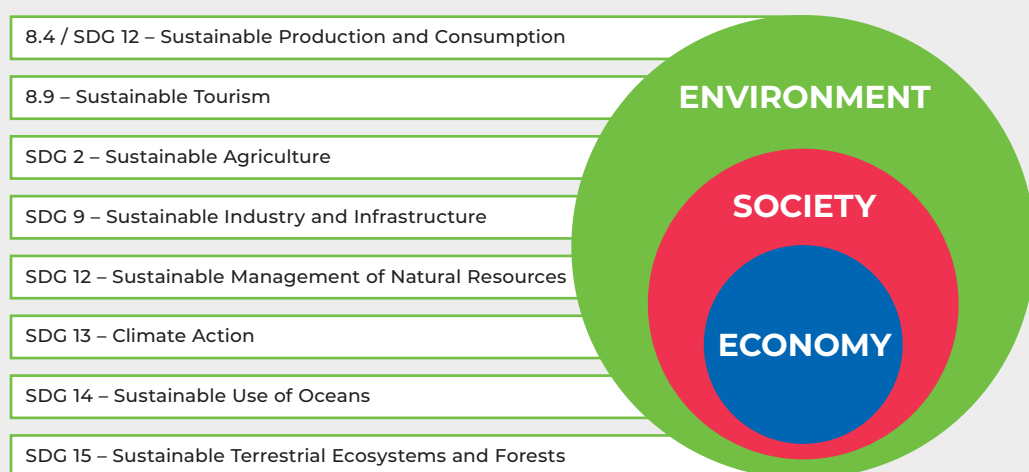 8.4 / SDG 12 – Sustainable Production and Consumption
8.9 – Sustainable Tourism
SDG 2 – Sustainable Agriculture
SDG 9 – Sustainable Industry and Infrastructure
SDG 12 – Sustainable Management of Natural Resources
SDG 13 – Climate Action
SDG 14 – Sustainable Use of Oceans
SDG 15 – Sustainable Terrestrial Ecosystems and Forests
ENVIRONMENT
SOCIETY
ECONOMY